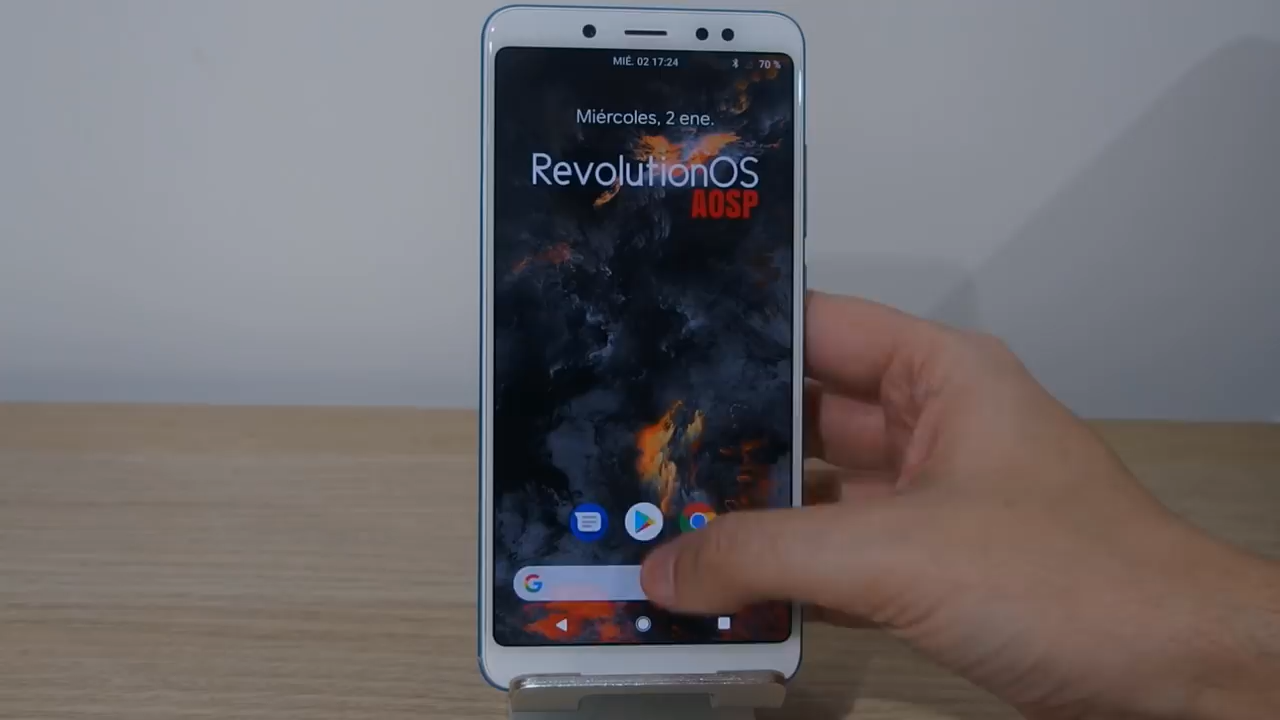 MIÉ. 02 17:24
70 %
Miércoles, 2 ene.
RevolutionOS
AOSP
G